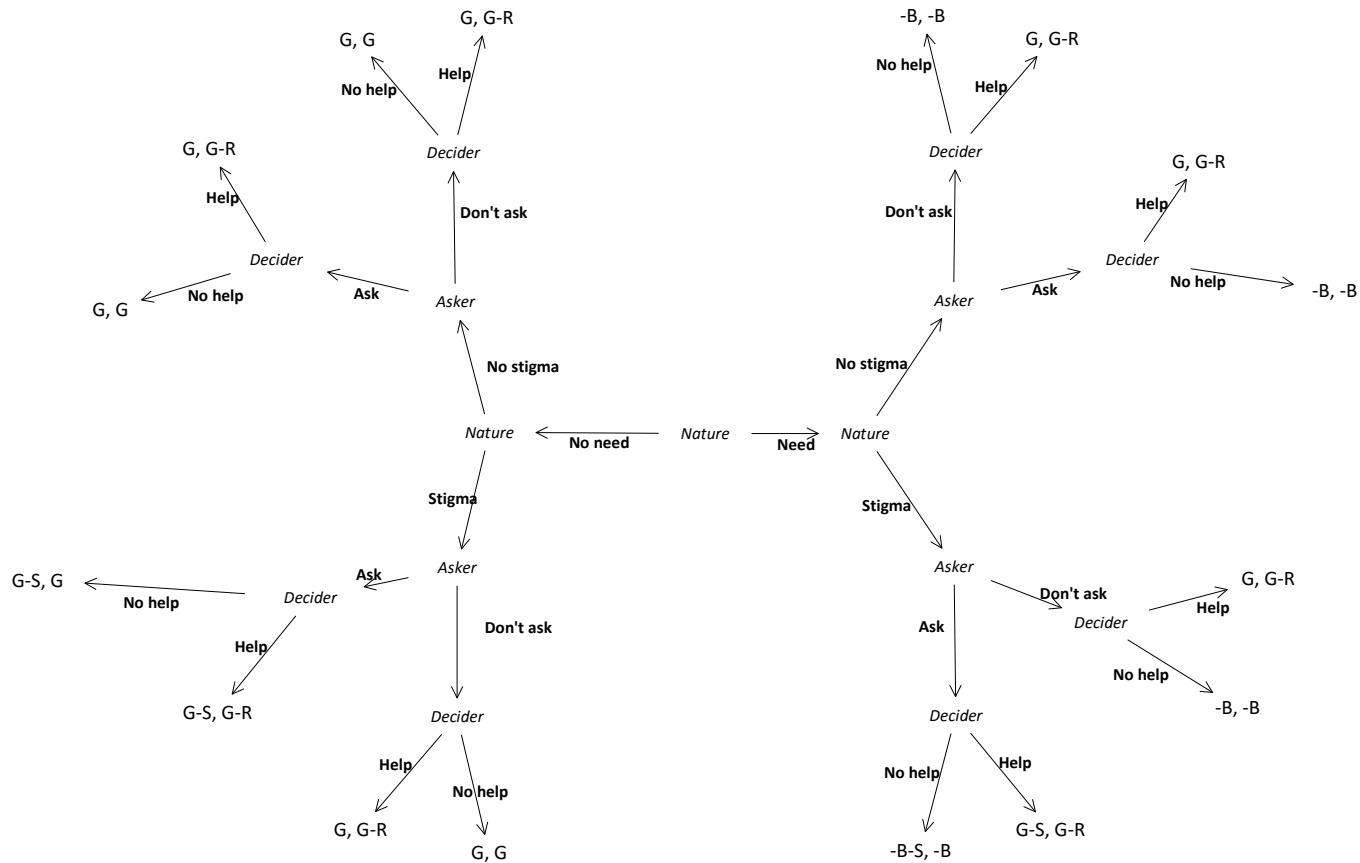 G, G-R
-B, -B
G, G
G, G-R
No help
Help
No help
Help
Decider
Decider
G, G-R
G, G-R
Help
Don't ask
Don't ask
Help
Decider
Decider
No help
Ask
Asker
Asker
Ask
No help
G, G
-B, -B
No stigma
No stigma
Nature
No need
Nature
Need
Nature
Stigma
Stigma
G-S, G
No help
Ask
Asker
Asker
Don't ask
G, G-R
Help
Decider
Don't ask
Ask
Decider
Help
No help
G-S, G-R
-B, -B
Decider
Decider
Help
No help
No help
Help
G, G-R
G, G
-B-S, -B
G-S, G-R